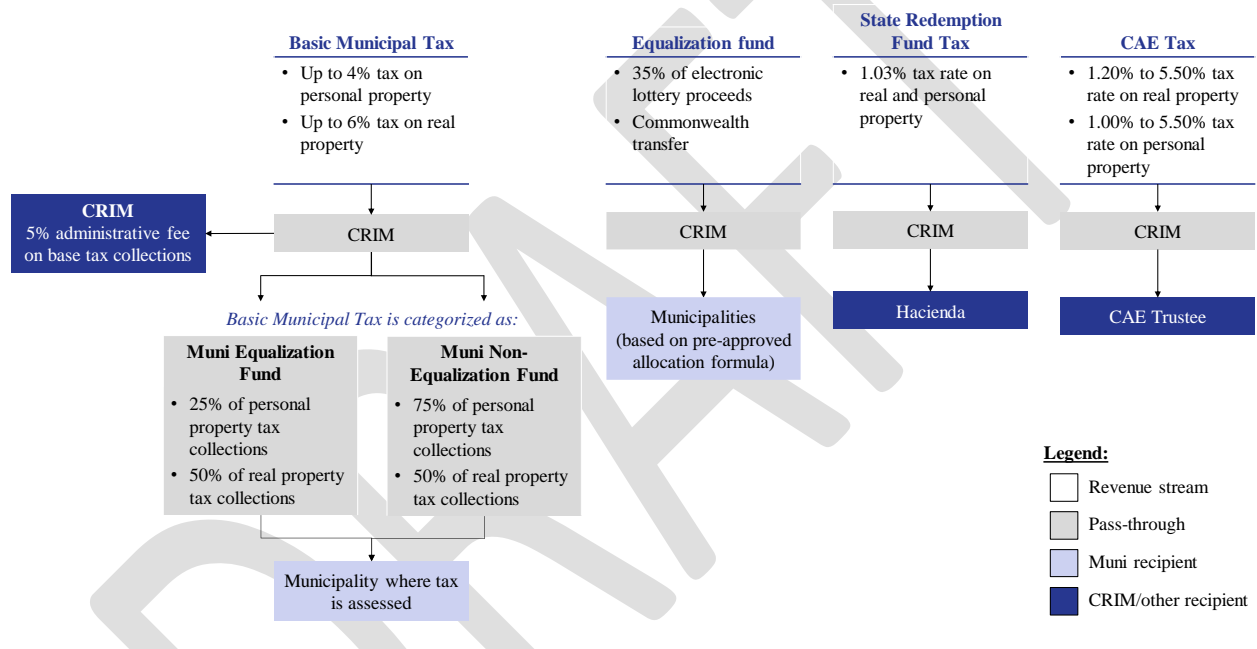 Basic Municipal Tax
• Up to 4% tax on
personal property
• Up to 6% tax on real
property
Equalization fund
• 35% of electronic
lottery proceeds
• Commonwealth
transfer
State Redemption
Fund Tax
• 1.03% tax rate on
real and personal
property
CAE Tax
• 1.20% to 5.50% tax
rate on real property
• 1.00% to 5.50% tax
rate on personal
property
CRIM
5% administrative fee
on base tax collections
CRIM
CRIM
CRIM
CRIM
Basic Municipal Tax is categorized as:
Muni Equalization
Fund
• 25% of personal
property tax
collections
• 50% of real property
tax collections
Muni Non-
Equalization Fund
• 75% of personal
property tax
collections
• 50% of real property
tax collections
Municipality where tax
is assessed
Municipalities
(based on pre-approved
allocation formula)
Hacienda
CAE Trustee
Legend:
Revenue stream
Pass-through
Muni recipient
CRIM/other recipient
DRAFT